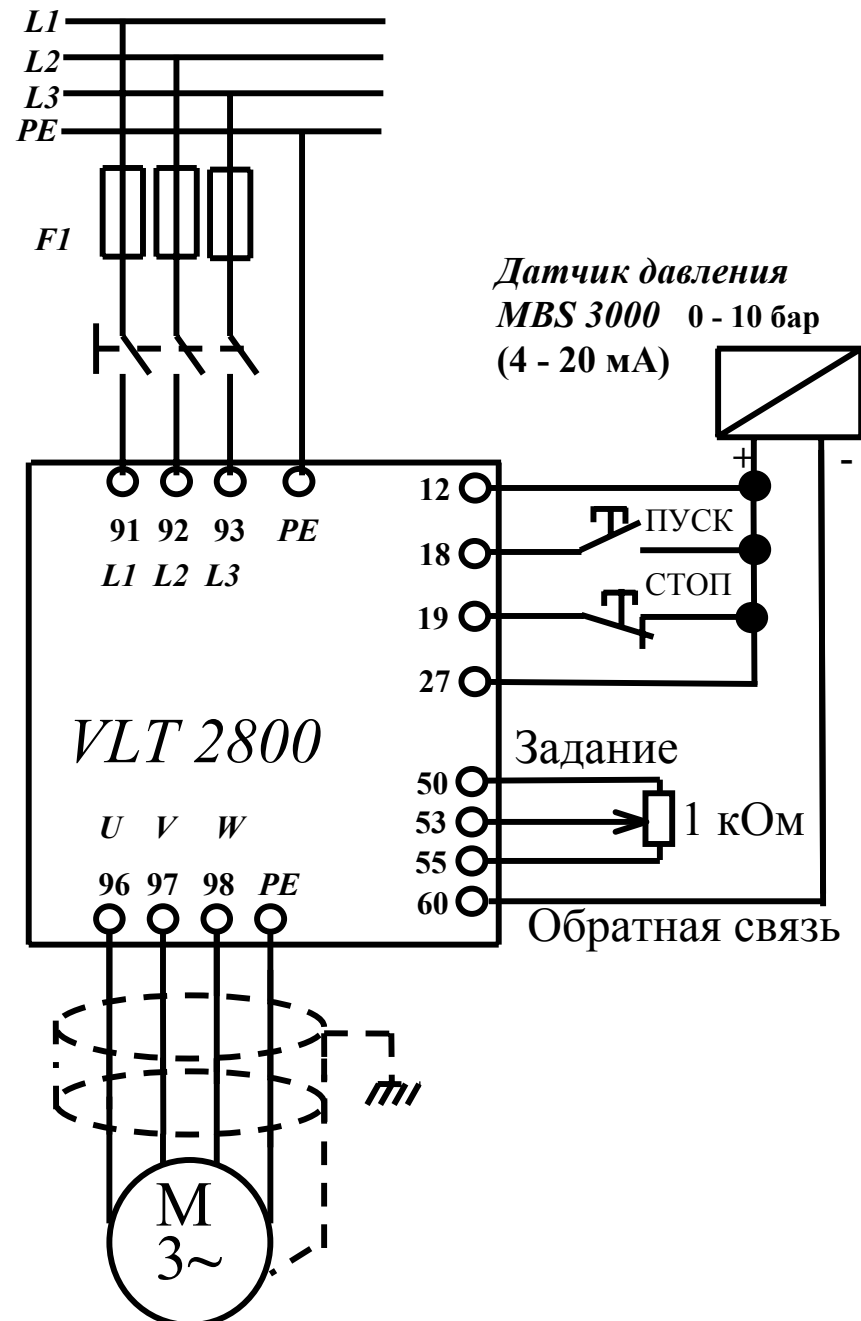 L1
L2
L3
PE
F1
Датчик давления
MBS 3000 0 - 10 бар
(4 - 20 мА)
+ -
91 92 93 PE
L1 L2 L3
12
ПУСК
18
СТОП
19
27
VLT 2800
Задание
50
53
1 кОм
55
60
Обратная связь
U V W
96 97 98 PE
M
3~